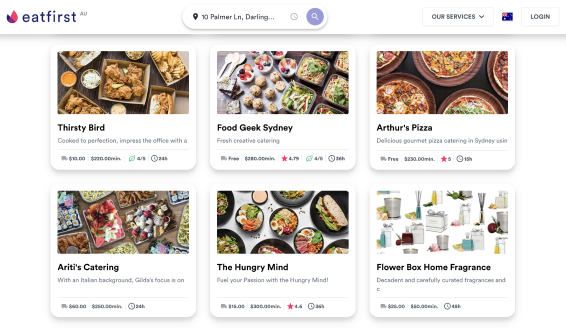 eatfirst AU
10 Palmer Ln, Darling...
OUR SERVICES
LOGIN
Thirsty Bird
Cooked to perfection, impress the office with a
$10.00 $220.00min. 4/5 24h
Food Geek Sydney
Fresh creative catering
Free $280.00min. 4.79 4/5 36h
Arthur's Pizza
Delicious gourmet pizza catering in Sydney usin
Free $230.00min. 5 15h
Ariti's Catering
With an Italian background, Gilda's focus is on
$60.00 $250.00min. 24h
The Hungry Mind
Fuel your Passion with the Hungry Mind!
$15.00 $300.00min. 4.6 36h
Flower Box Home Fragrance
Decadent and carefully curated fragrances and
c
$25.00 $50.00min. 48h